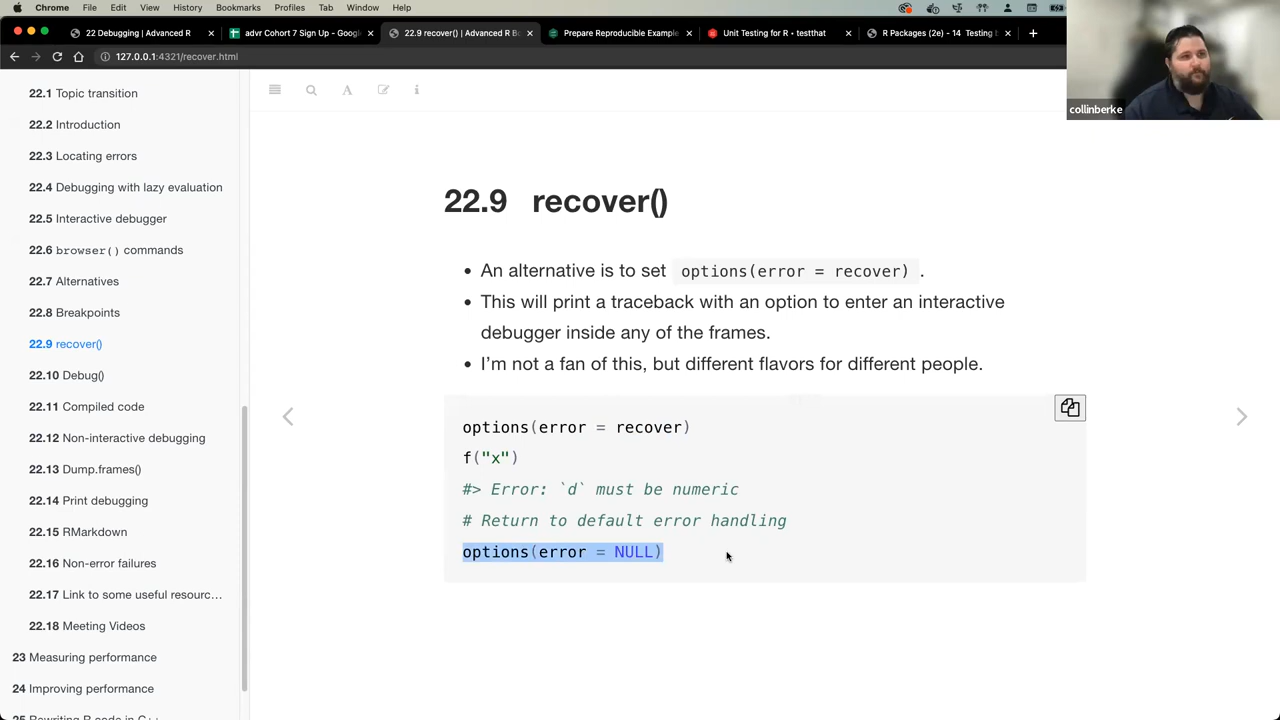 Chrome File Edit View History Bookmarks Profiles Tab Window Help
22 Debugging | Advanced R
advr Cohort 7 Sign Up - Googl
22.9 recover() | Advanced R B
Prepare Reproducible Example
Unit Testing for R • testthat
R Packages (2e) - 14 Testing b
127.0.0.1:4321/recover.html
collinberke
22.1 Topic transition
22.2 Introduction
22.3 Locating errors
22.4 Debugging with lazy evaluation
22.5 Interactive debugger
22.6 browser() commands
22.7 Alternatives
22.8 Breakpoints
22.9 recover()
22.10 Debug()
22.11 Compiled code
22.12 Non-interactive debugging
22.13 Dump.frames()
22.14 Print debugging
22.15 RMarkdown
22.16 Non-error failures
22.17 Link to some useful resourc…
22.18 Meeting Videos
23 Measuring performance
24 Improving performance
25 Rewriting R code in C++
22.9 recover()
• An alternative is to set options(error = recover) .
• This will print a traceback with an option to enter an interactive
debugger inside any of the frames.
• I'm not a fan of this, but different flavors for different people.
options(error = recover)
f("x")
#> Error: `d` must be numeric
# Return to default error handling
options(error = NULL)